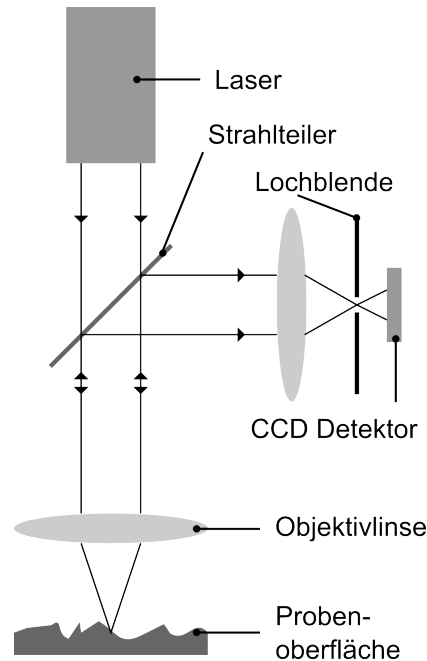 Laser
Strahlteiler
Lochblende
CCD Detektor
Objektivlinse
Proben-
oberfläche